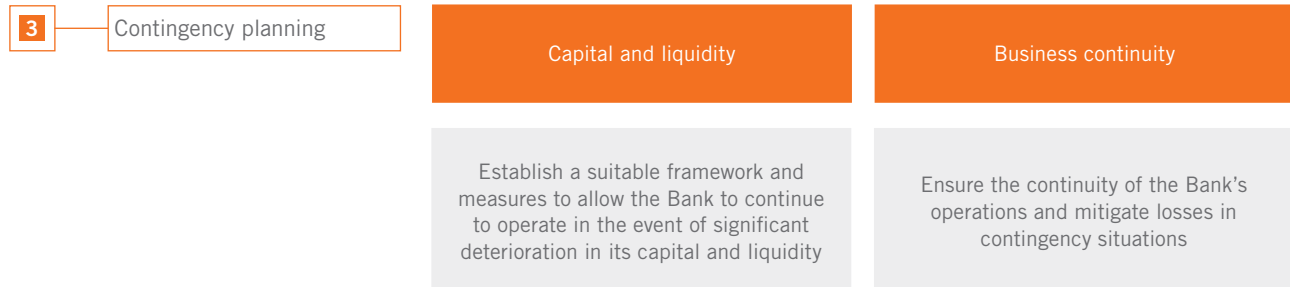 3
Contingency planning
Capital and liquidity
Business continuity
Establish a suitable framework and
measures to allow the Bank to continue
to operate in the event of significant
deterioration in its capital and liquidity
Ensure the continuity of the Bank's
operations and mitigate losses in
contingency situations